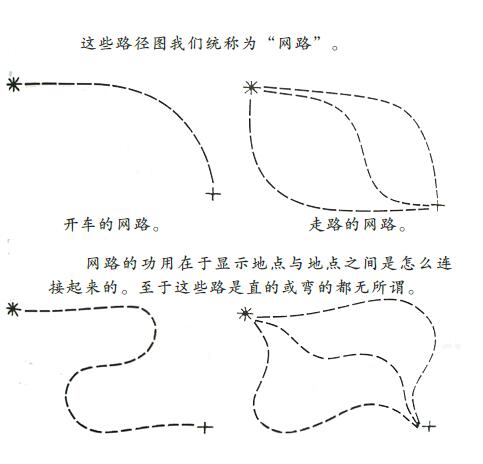 这些路径图我们统称为“网路”。
开车的网路。
走路的网路。
网路的功用在于显示地点与地点之间是怎么连
接起来的。至于这些路是直的或弯的都无所谓。